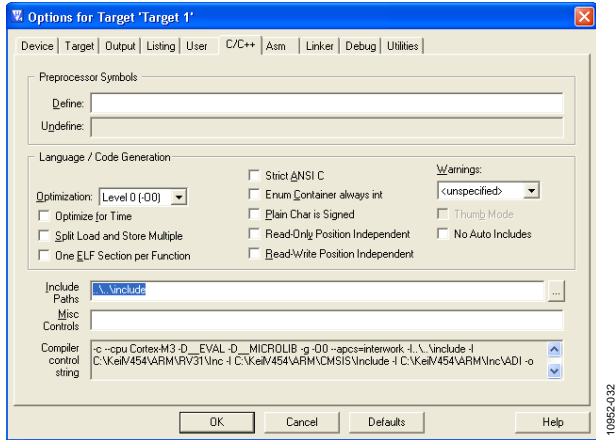 Options for Target 'Target 1'
Device Target Output Listing User C/C++ Asm Linker Debug Utilities
Preprocessor Symbols
Define:
Undefine:
Language / Code Generation
Strict ANSI C
Warnings:
Optimization: Level 0 (-O0)
Enum Container always int
<unspecified>
Optimize for Time
Plain Char is Signed
Thumb Mode
Split Load and Store Multiple
Read-Only Position Independent
No Auto Includes
One ELF Section per Function
Read-Write Position Independent
Include Paths
..\..\include
...
Misc Controls
Compiler control string
-c --cpu Cortex-M3 -D__EVAL -D__MICROLIB -g -O0 --apcs=interwork -I..\..\include -I
C:\Keil\V454\ARM\RV31\Inc -I C:\Keil\V454\ARM\CMSIS\Include -I C:\Keil\V454\ARM\Inc\ADI -o
OK Cancel Defaults Help
10952-032